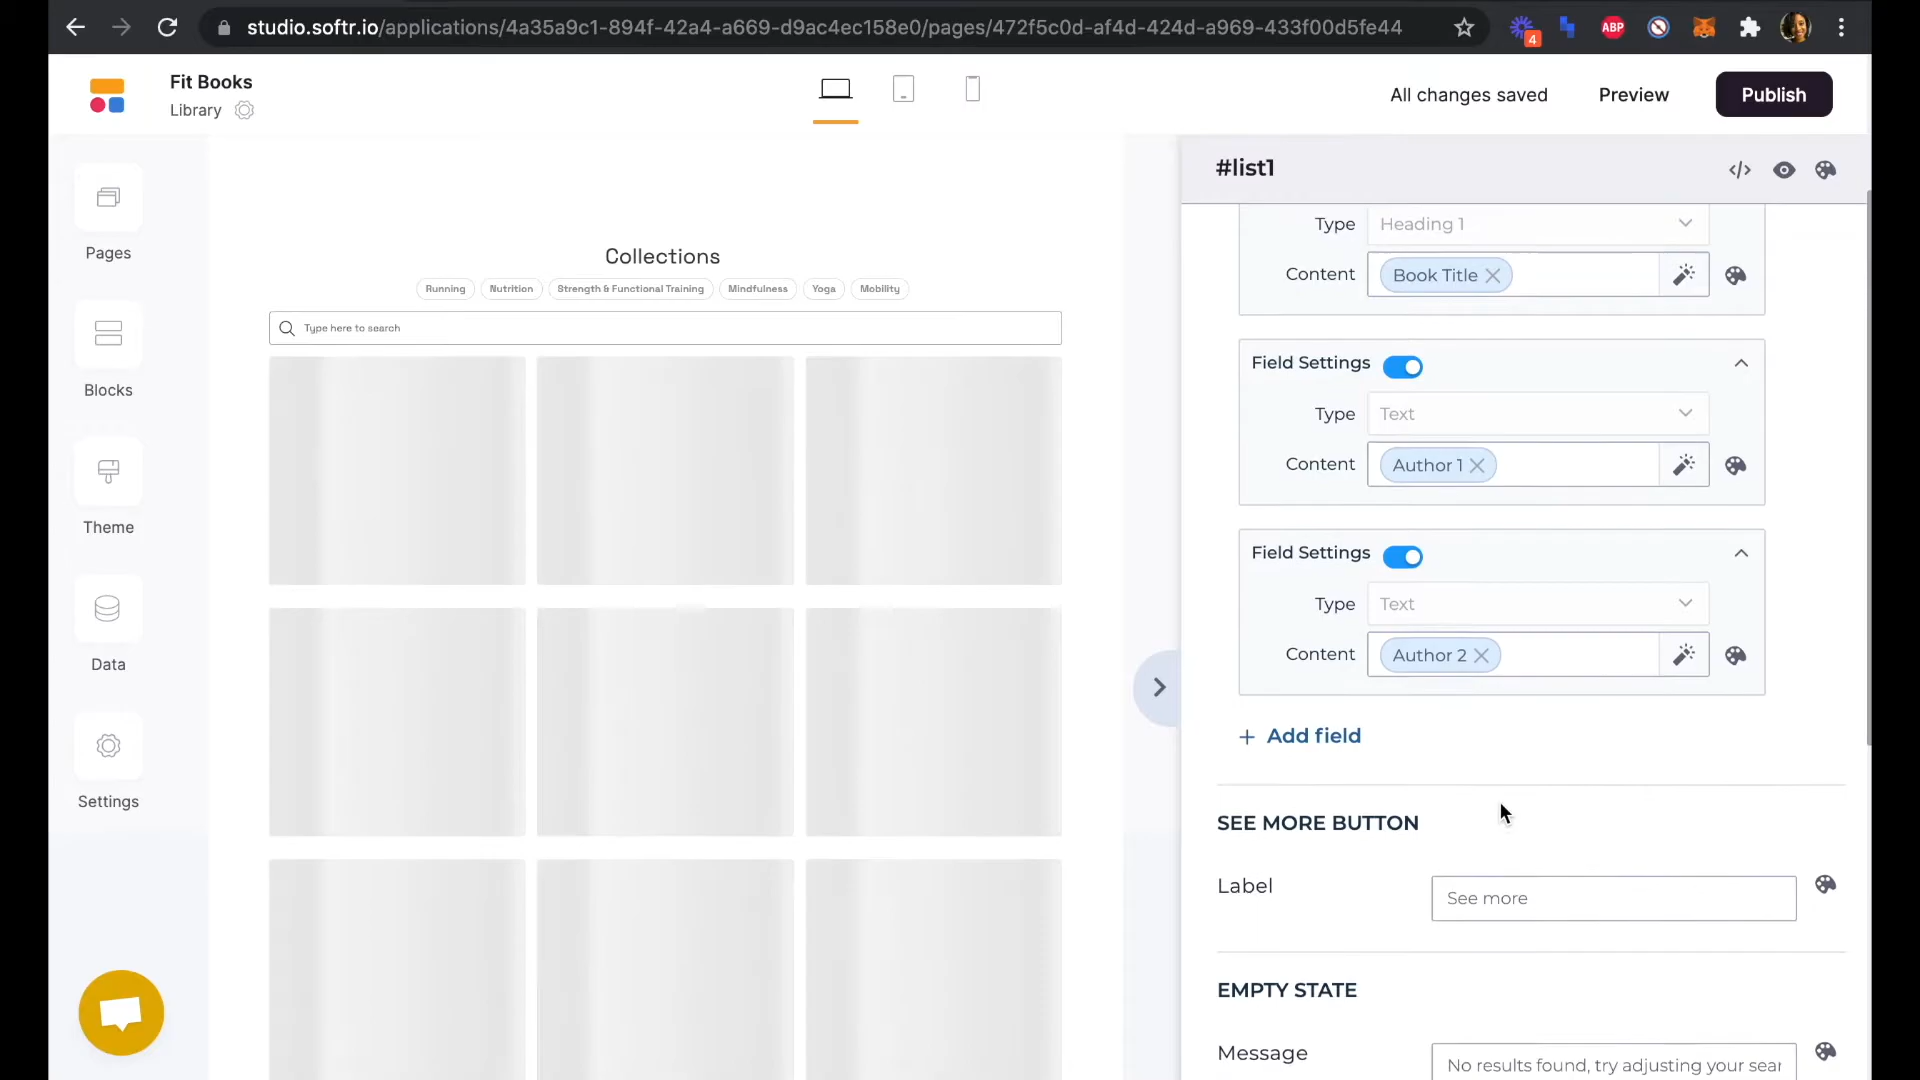 studio.softr.io/applications/4a35a9c1-894f-42a4-a669-d9ac4ec158e0/pages/472f5c0d-af4d-424d-a969-433f00d5fe44
4
ABP
Fit Books
Library
All changes saved
Preview
Publish
Pages
Blocks
Theme
Data
Settings
Collections
Running
Nutrition
Strength & Functional Training
Mindfulness
Yoga
Mobility
Type here to search
#list1
</>
Type
Heading 1
Content
Book Title
Field Settings
Type
Text
Content
Author 1
Field Settings
Type
Text
Content
Author 2
+ Add field
SEE MORE BUTTON
Label
See more
EMPTY STATE
Message
No results found, try adjusting your sear